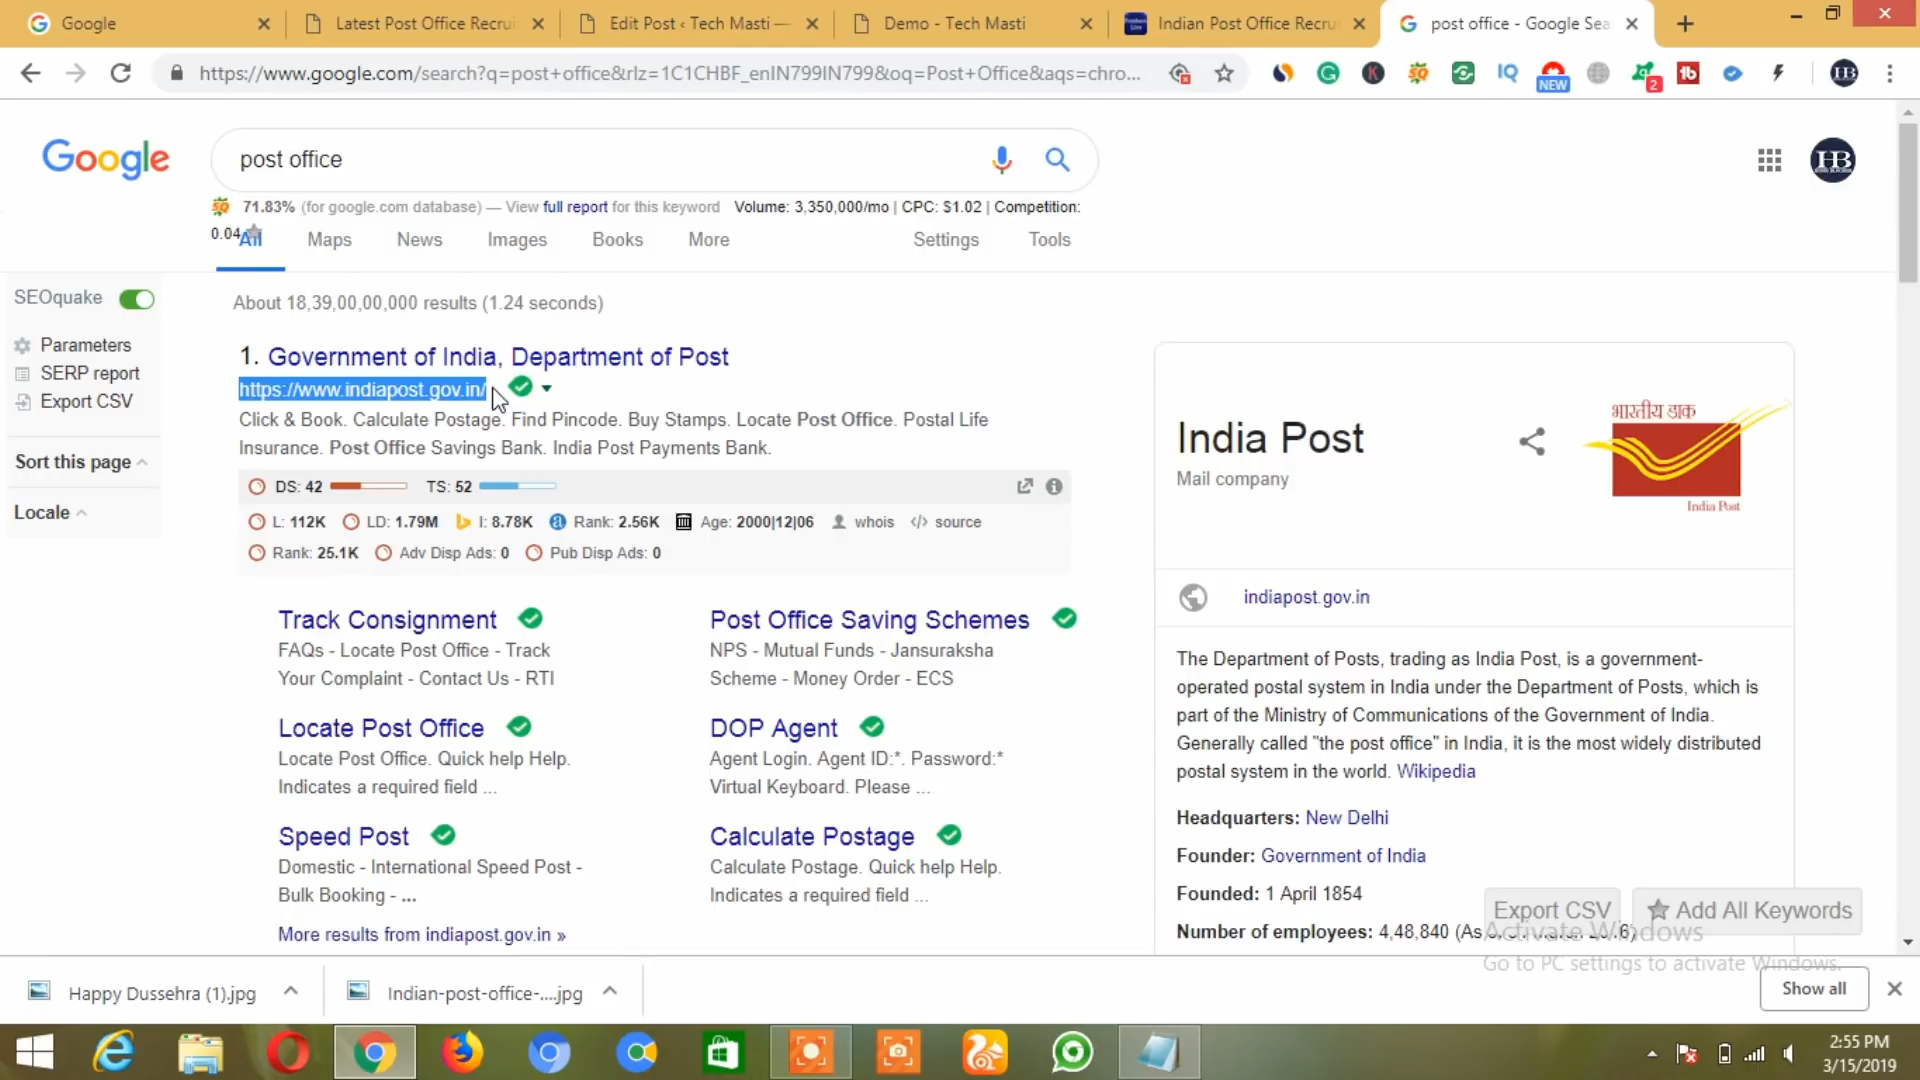 Google
Latest Post Office Recrui
Edit Post ‹ Tech Masti —
Demo - Tech Masti
Indian Post Office Recru
post office - Google Sea
https://www.google.com/search?q=post+office&rlz=1C1CHBF_enIN799IN799&oq=Post+Office&aqs=chro...
NEW
2
Google
post office
71.83% (for google.com database) — View full report for this keyword Volume: 3,350,000/mo | CPC: $1.02 | Competition:
0.04
All Maps News Images Books More Settings Tools
SEOquake
Parameters
SERP report
Export CSV
Sort this page
Locale
About 18,39,00,00,000 results (1.24 seconds)
1. Government of India, Department of Post
https://www.indiapost.gov.in/
Click & Book. Calculate Postage. Find Pincode. Buy Stamps. Locate Post Office. Postal Life
Insurance. Post Office Savings Bank. India Post Payments Bank.
DS: 42 TS: 52
L: 112K LD: 1.79M I: 8.78K Rank: 2.56K Age: 2000|12|06 whois source
Rank: 25.1K Adv Disp Ads: 0 Pub Disp Ads: 0
Track Consignment
FAQs - Locate Post Office - Track
Your Complaint - Contact Us - RTI
Post Office Saving Schemes
NPS - Mutual Funds - Jansuraksha
Scheme - Money Order - ECS
Locate Post Office
Locate Post Office. Quick help Help.
Indicates a required field ...
DOP Agent
Agent Login. Agent ID:*. Password:*
Virtual Keyboard. Please ...
Speed Post
Domestic - International Speed Post -
Bulk Booking - ...
Calculate Postage
Calculate Postage. Quick help Help.
Indicates a required field ...
More results from indiapost.gov.in »
India Post
Mail company
भारतीय डाक
India Post
indiapost.gov.in
The Department of Posts, trading as India Post, is a government-
operated postal system in India under the Department of Posts, which is
part of the Ministry of Communications of the Government of India.
Generally called "the post office" in India, it is the most widely distributed
postal system in the world. Wikipedia
Headquarters: New Delhi
Founder: Government of India
Founded: 1 April 1854
Number of employees: 4,48,840 (As
Export CSV
Add All Keywords
Activate Windows
Go to PC settings to activate Windows.
Happy Dussehra (1).jpg
Indian-post-office-....jpg
Show all
2:55 PM
3/15/2019